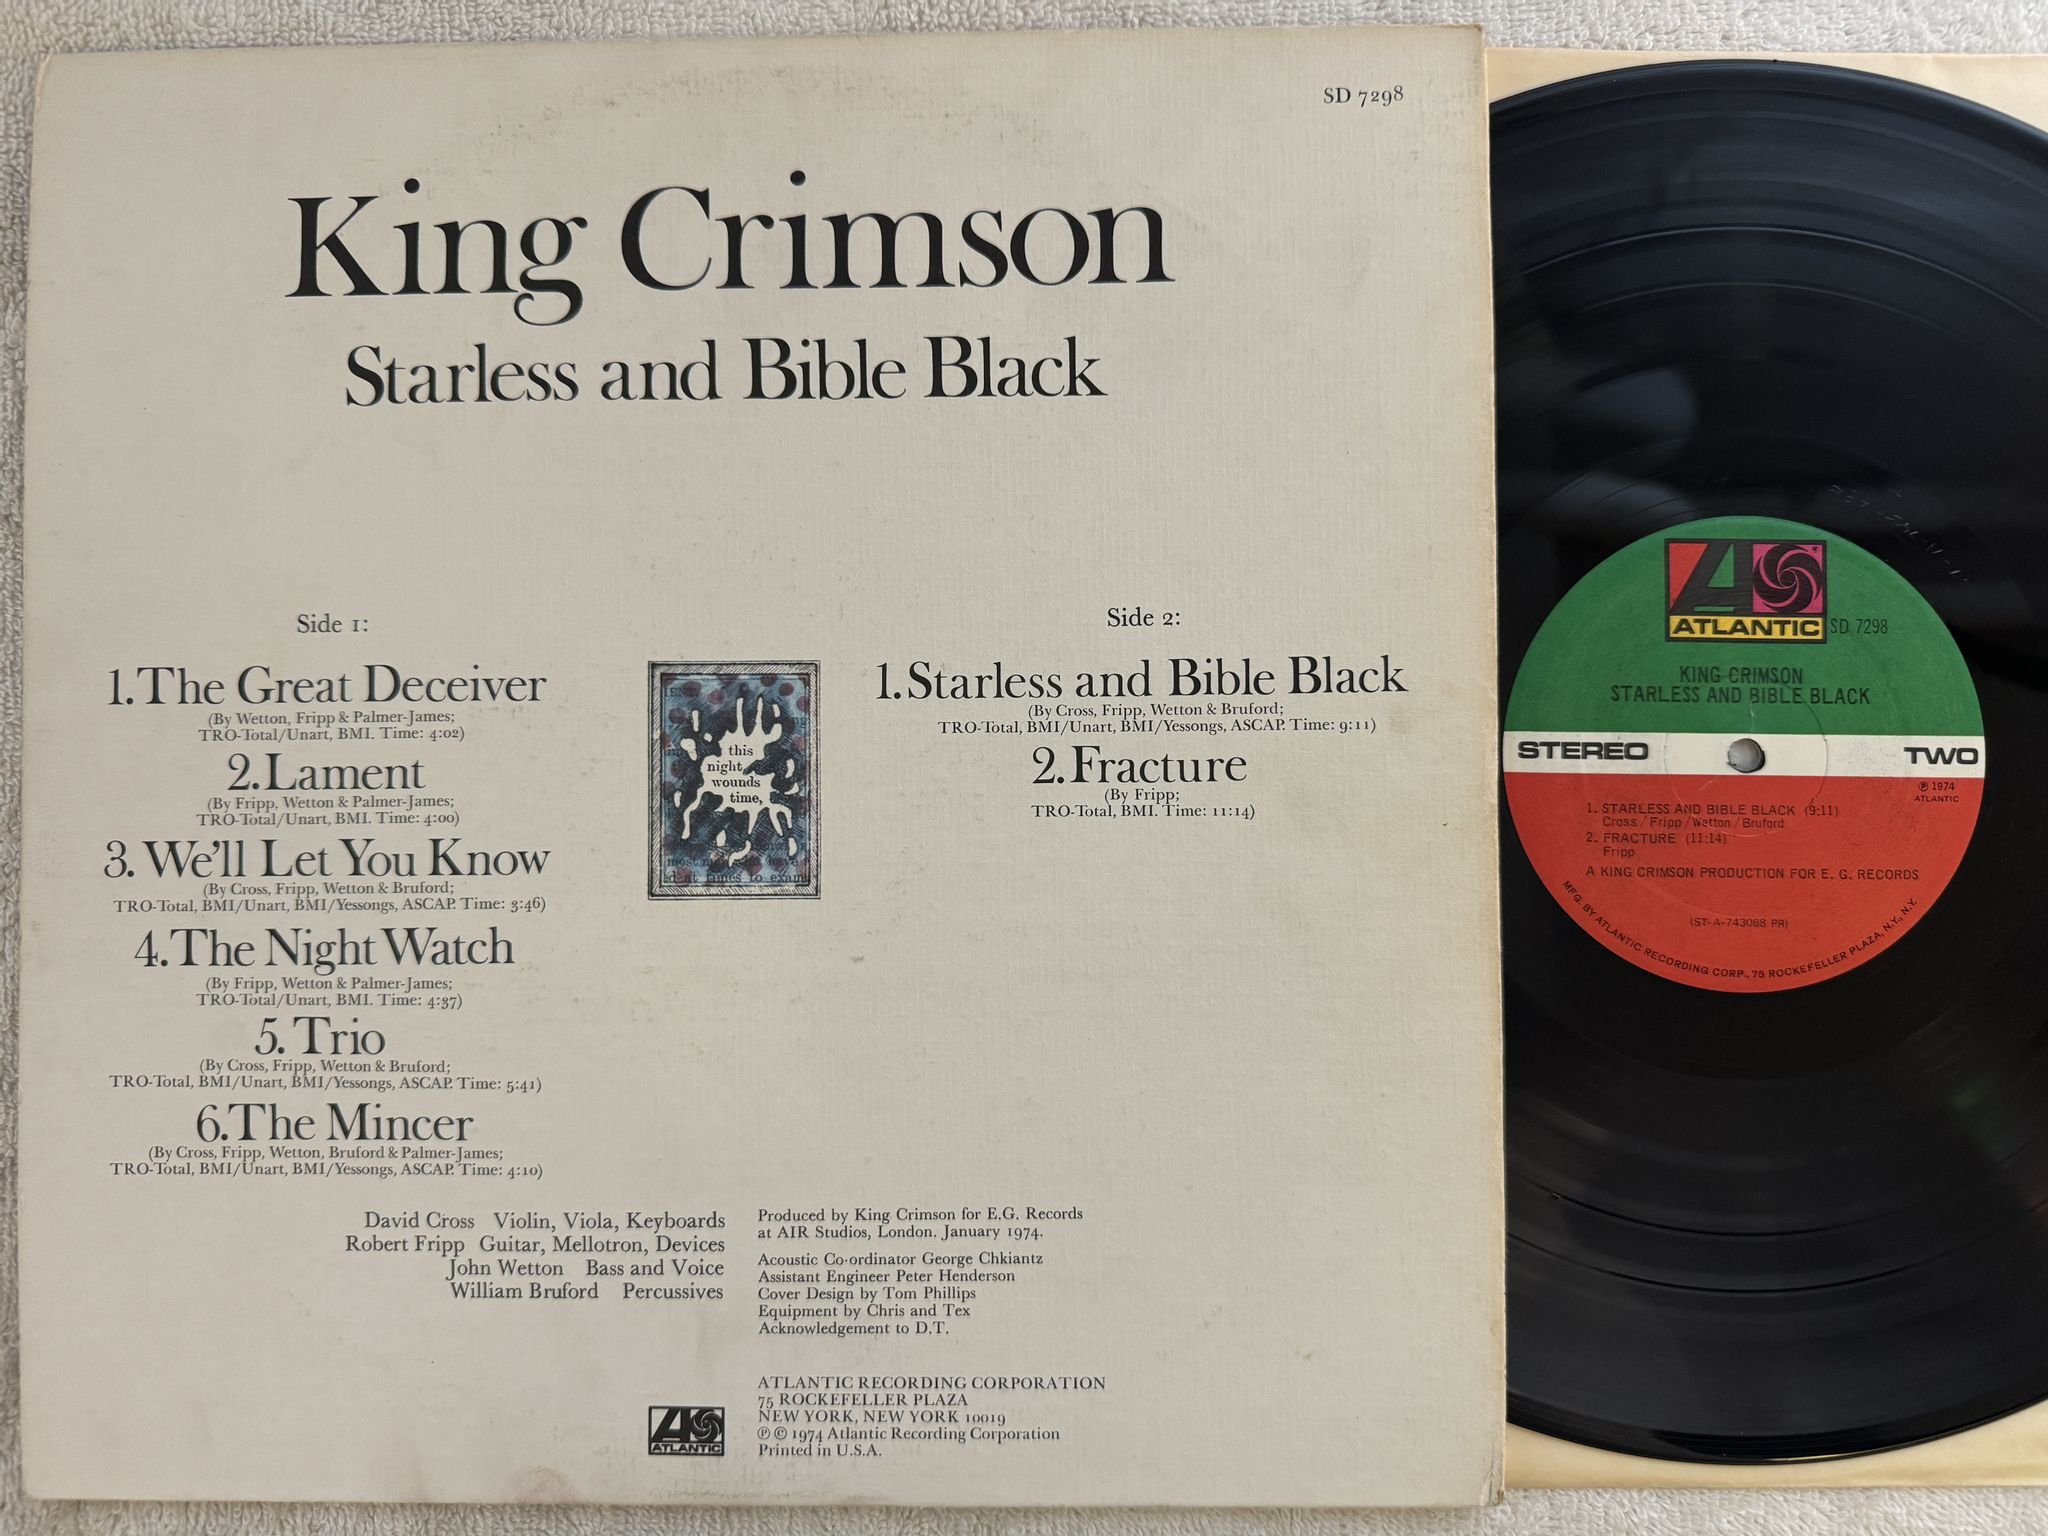 SD 7298
King Crimson
Starless and Bible Black
Side 1:
1. The Great Deceiver
(By Wetton, Fripp & Palmer-James;
TRO-Total/Unart, BMI. Time: 4:02)
2. Lament
(By Fripp, Wetton & Palmer-James;
TRO-Total/Unart, BMI. Time: 4:00)
3. We'll Let You Know
(By Cross, Fripp, Wetton & Bruford;
TRO-Total, BMI/Unart, BMI/Yessongs, ASCAP. Time: 3:46)
4. The Night Watch
(By Fripp, Wetton & Palmer-James;
TRO-Total/Unart, BMI. Time: 4:37)
5. Trio
(By Cross, Fripp, Wetton & Bruford;
TRO-Total, BMI/Unart, BMI/Yessongs, ASCAP. Time: 5:41)
6. The Mincer
(By Cross, Fripp, Wetton, Bruford & Palmer-James;
TRO-Total, BMI/Unart, BMI/Yessongs, ASCAP. Time: 4:10)
this
night
wounds
time,
ed at times to exam
Side 2:
1. Starless and Bible Black
(By Cross, Fripp, Wetton & Bruford;
TRO-Total, BMI/Unart, BMI/Yessongs, ASCAP. Time: 9:11)
2. Fracture
(By Fripp;
TRO-Total, BMI. Time: 11:14)
David Cross Violin, Viola, Keyboards
Robert Fripp Guitar, Mellotron, Devices
John Wetton Bass and Voice
William Bruford Percussives
Produced by King Crimson for E.G. Records
at AIR Studios, London. January 1974.
Acoustic Co-ordinator George Chkiantz
Assistant Engineer Peter Henderson
Cover Design by Tom Phillips
Equipment by Chris and Tex
Acknowledgement to D.T.
ATLANTIC
ATLANTIC RECORDING CORPORATION
75 ROCKEFELLER PLAZA
NEW YORK, NEW YORK 10019
℗ © 1974 Atlantic Recording Corporation
Printed in U.S.A.
ATLANTIC
SD 7298
KING CRIMSON
STARLESS AND BIBLE BLACK
STEREO
TWO
℗ 1974
ATLANTIC
1. STARLESS AND BIBLE BLACK (9:11)
Cross/Fripp/Wetton/Bruford
2. FRACTURE (11:14)
Fripp
A KING CRIMSON PRODUCTION FOR E. G. RECORDS
(ST-A-743068 PR)
MFG. BY ATLANTIC RECORDING CORP., 75 ROCKEFELLER PLAZA, N.Y., N.Y.